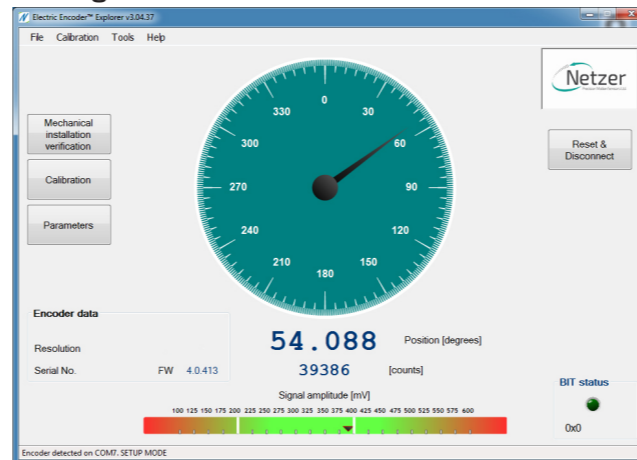 Electric Encoder™ Explorer v3.04.37
File Calibration Tools Help
Netzer
Mechanical
installation
verification
Calibration
Parameters
Reset &
Disconnect
0
30
60
90
120
150
180
210
240
270
300
330
Encoder data
Resolution
Serial No. FW 4.0.413
54.088 Position [degrees]
39386 [counts]
Signal amplitude [mV]
100 125 150 175 200 225 250 275 300 325 350 375 400 425 450 475 500 525 550 575 600
BIT status
0x0
Encoder detected on COM7. SETUP MODE